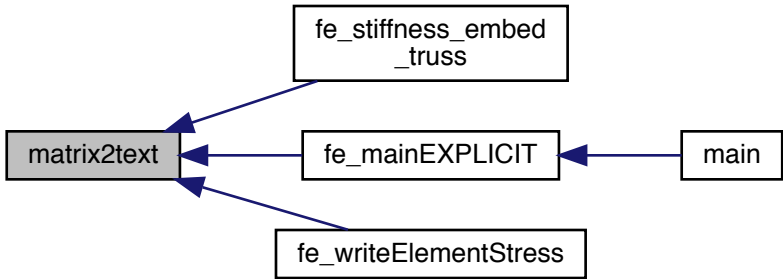 fe_stiffness_embed
_truss
matrix2text
fe_mainEXPLICIT
main
fe_writeElementStress